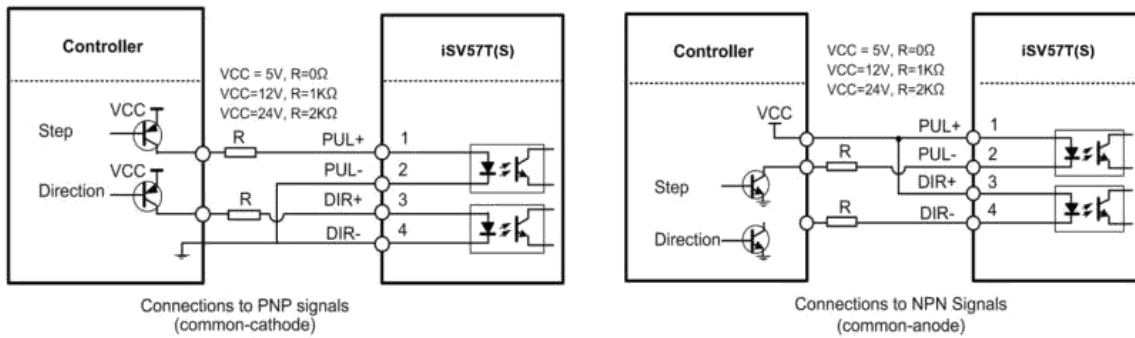 Controller
iSV57T(S)
VCC = 5V, R=0Ω
VCC=12V, R=1KΩ
VCC=24V, R=2KΩ
VCC
Step
R
PUL+
1
PUL-
2
VCC
Direction
R
DIR+
3
DIR-
4
Connections to PNP signals
(common-cathode)
Controller
iSV57T(S)
VCC = 5V, R=0Ω
VCC=12V, R=1KΩ
VCC=24V, R=2KΩ
VCC
PUL+
1
R
PUL-
2
Step
DIR+
3
R
DIR-
4
Direction
Connections to NPN Signals
(common-anode)